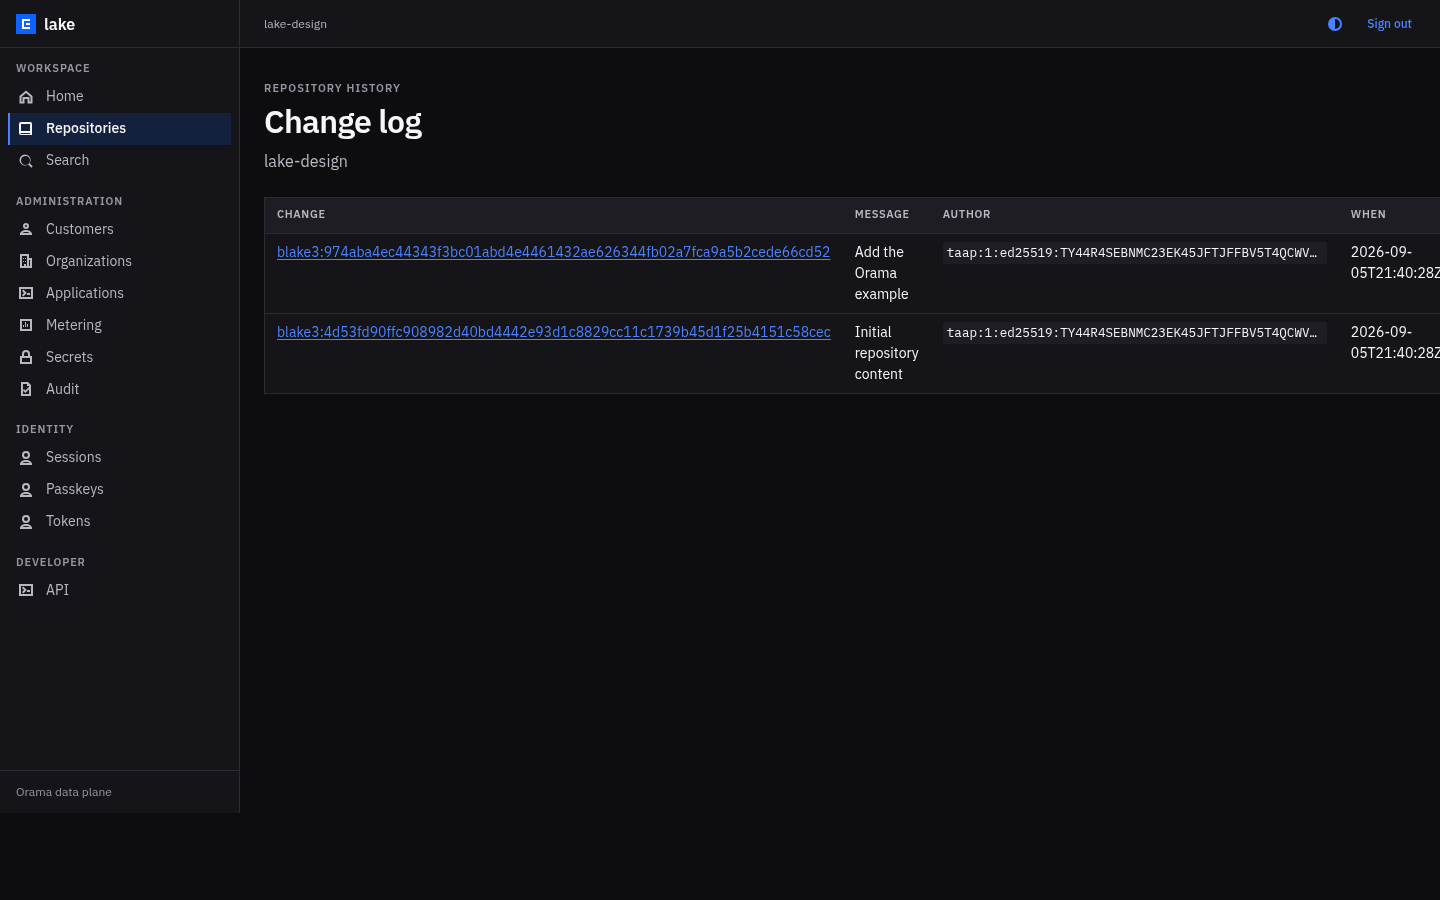 lake
lake-design
Sign out
WORKSPACE
Home
Repositories
Search
ADMINISTRATION
Customers
Organizations
Applications
Metering
Secrets
Audit
IDENTITY
Sessions
Passkeys
Tokens
DEVELOPER
API
Orama data plane
REPOSITORY HISTORY
Change log
lake-design
CHANGE MESSAGE AUTHOR WHEN
blake3:974aba4ec44343f3bc01abd4e4461432ae626344fb02a7fca9a5b2cede66cd52
Add the
Orama
example
taap:1:ed25519:TY44R4SEBNMC23EK45JFTJFFBV5T4QCWV…
2026-09-
05T21:40:28Z
blake3:4d53fd90ffc908982d40bd4442e93d1c8829cc11c1739b45d1f25b4151c58cec
Initial
repository
content
taap:1:ed25519:TY44R4SEBNMC23EK45JFTJFFBV5T4QCWV…
2026-09-
05T21:40:28Z